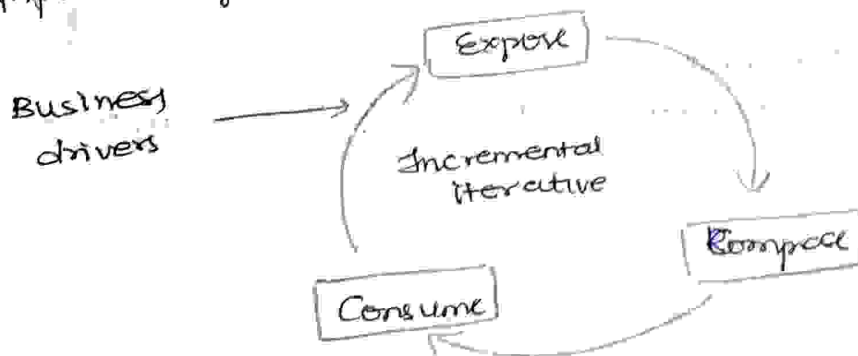 Expose
Business
drivers
Incremental
iterative
Compose
Consume